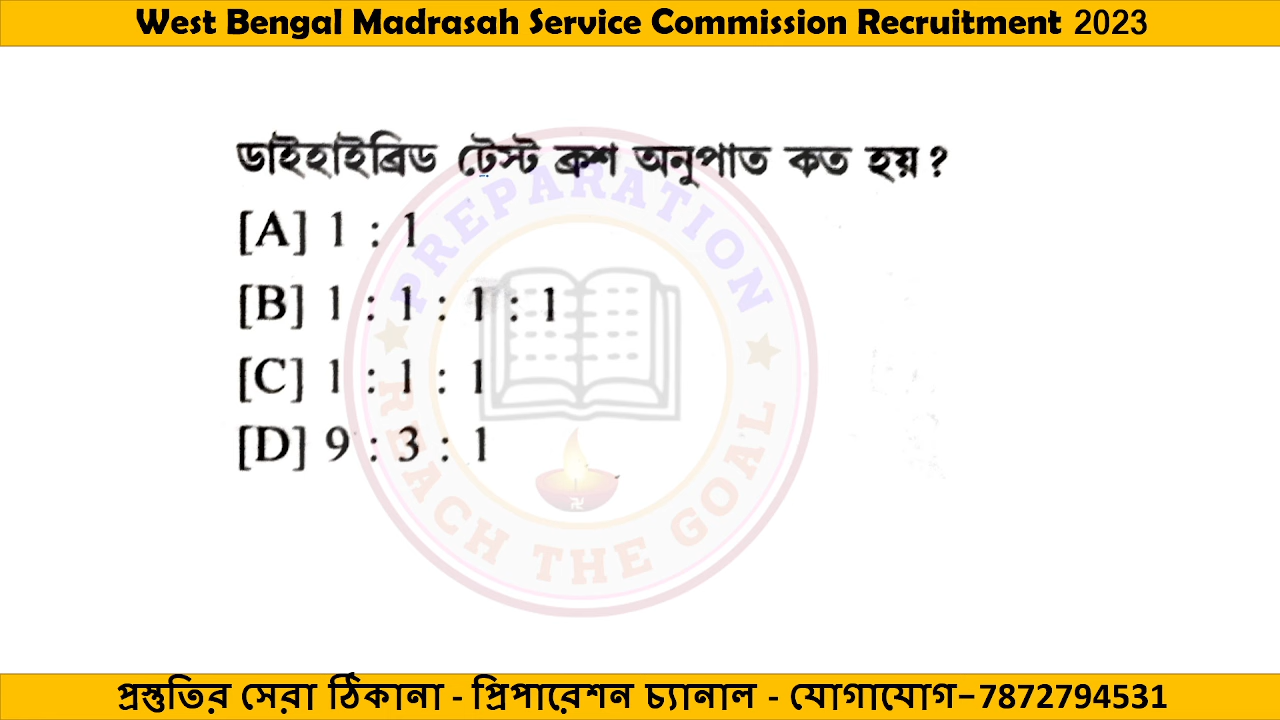 West Bengal Madrasah Service Commission Recruitment 2023
ডাইহাইব্রিড টেস্ট ক্রশ অনুপাত কত হয় ?
[A] 1 : 1
[B] 1 : 1 : 1 : 1
[C] 1 : 1 : 1
[D] 9 : 3 : 1
PREPARATION
REACH THE GOAL
প্রস্তুতির সেরা ঠিকানা - প্রিপারেশন চ্যানাল - যোগাযোগ–7872794531